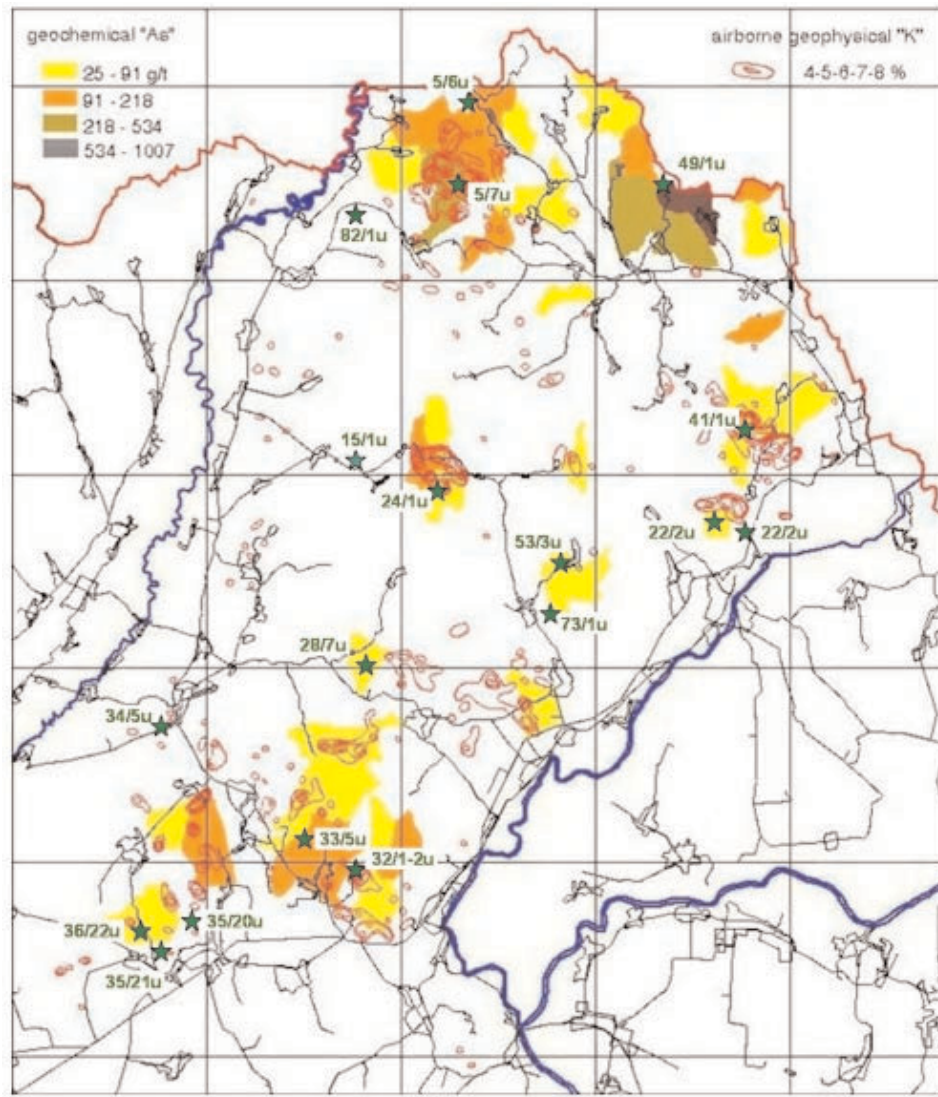 geochemical "As"
25 - 91 g/t
91 - 218
218 - 534
534 - 1007
airborne geophysical "K"
4-5-6-7-8 %
5/6u
49/1u
5/7u
82/1u
41/1u
15/1u
24/1u
22/2u
22/2u
53/3u
73/1u
28/7u
34/5u
33/5u
32/1-2u
35/20u
36/22u
35/21u